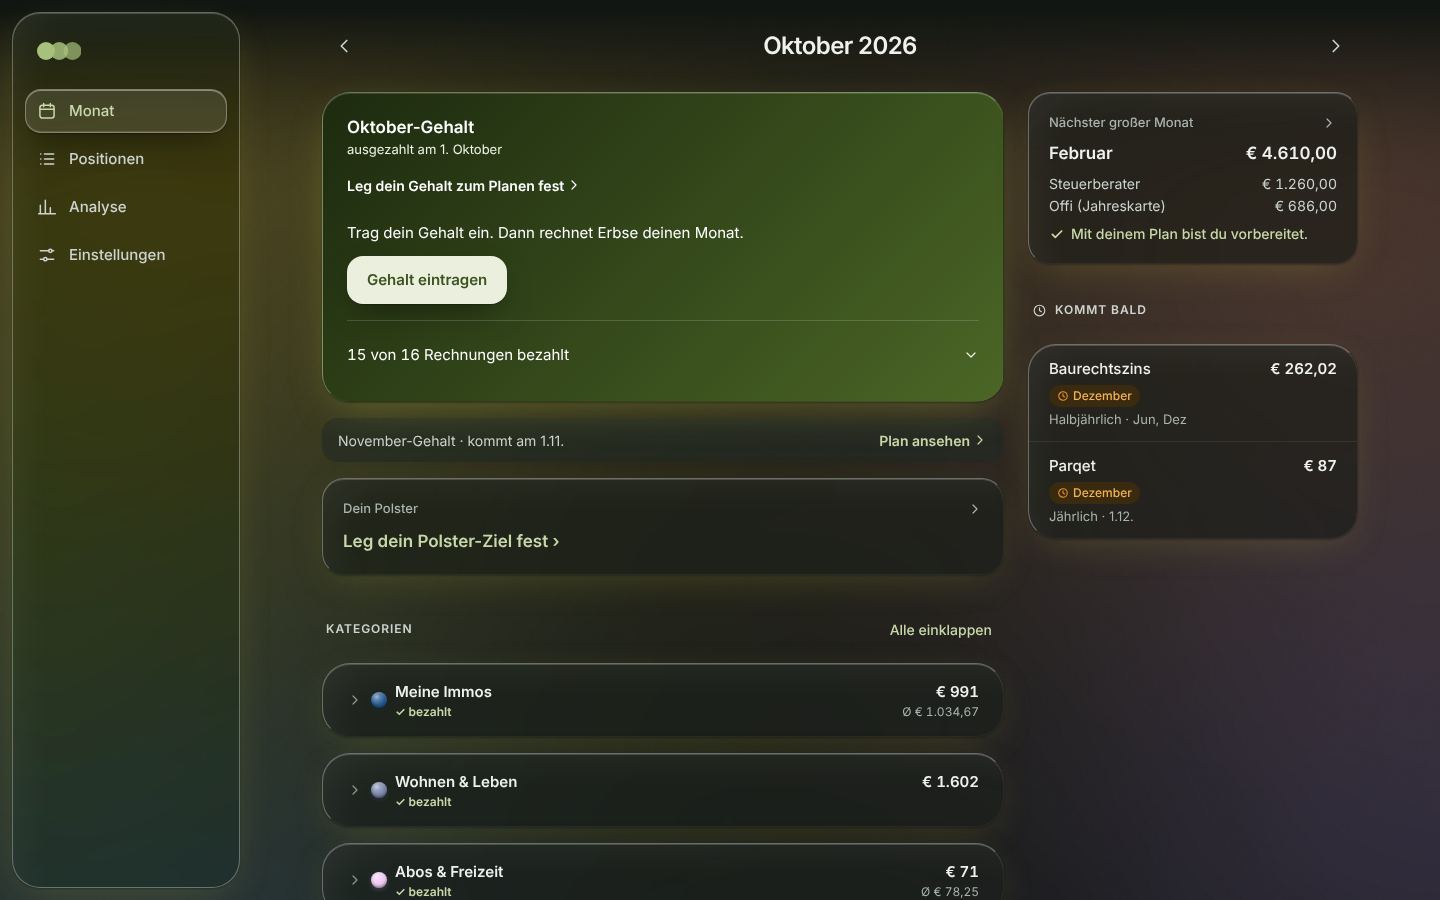 Oktober 2026
Monat
Positionen
Analyse
Einstellungen
Oktober-Gehalt
ausgezahlt am 1. Oktober
Leg dein Gehalt zum Planen fest
Trag dein Gehalt ein. Dann rechnet Erbse deinen Monat.
Gehalt eintragen
15 von 16 Rechnungen bezahlt
November-Gehalt · kommt am 1.11.
Plan ansehen
Dein Polster
Leg dein Polster-Ziel fest ›
KATEGORIEN
Alle einklappen
Meine Immos
€ 991
✓ bezahlt
Ø € 1.034,67
Wohnen & Leben
€ 1.602
✓ bezahlt
Abos & Freizeit
€ 71
✓ bezahlt
Ø € 78,25
Nächster großer Monat
Februar
€ 4.610,00
Steuerberater
€ 1.260,00
Offi (Jahreskarte)
€ 686,00
Mit deinem Plan bist du vorbereitet.
KOMMT BALD
Baurechtszins
€ 262,02
Dezember
Halbjährlich · Jun, Dez
Parqet
€ 87
Dezember
Jährlich · 1.12.